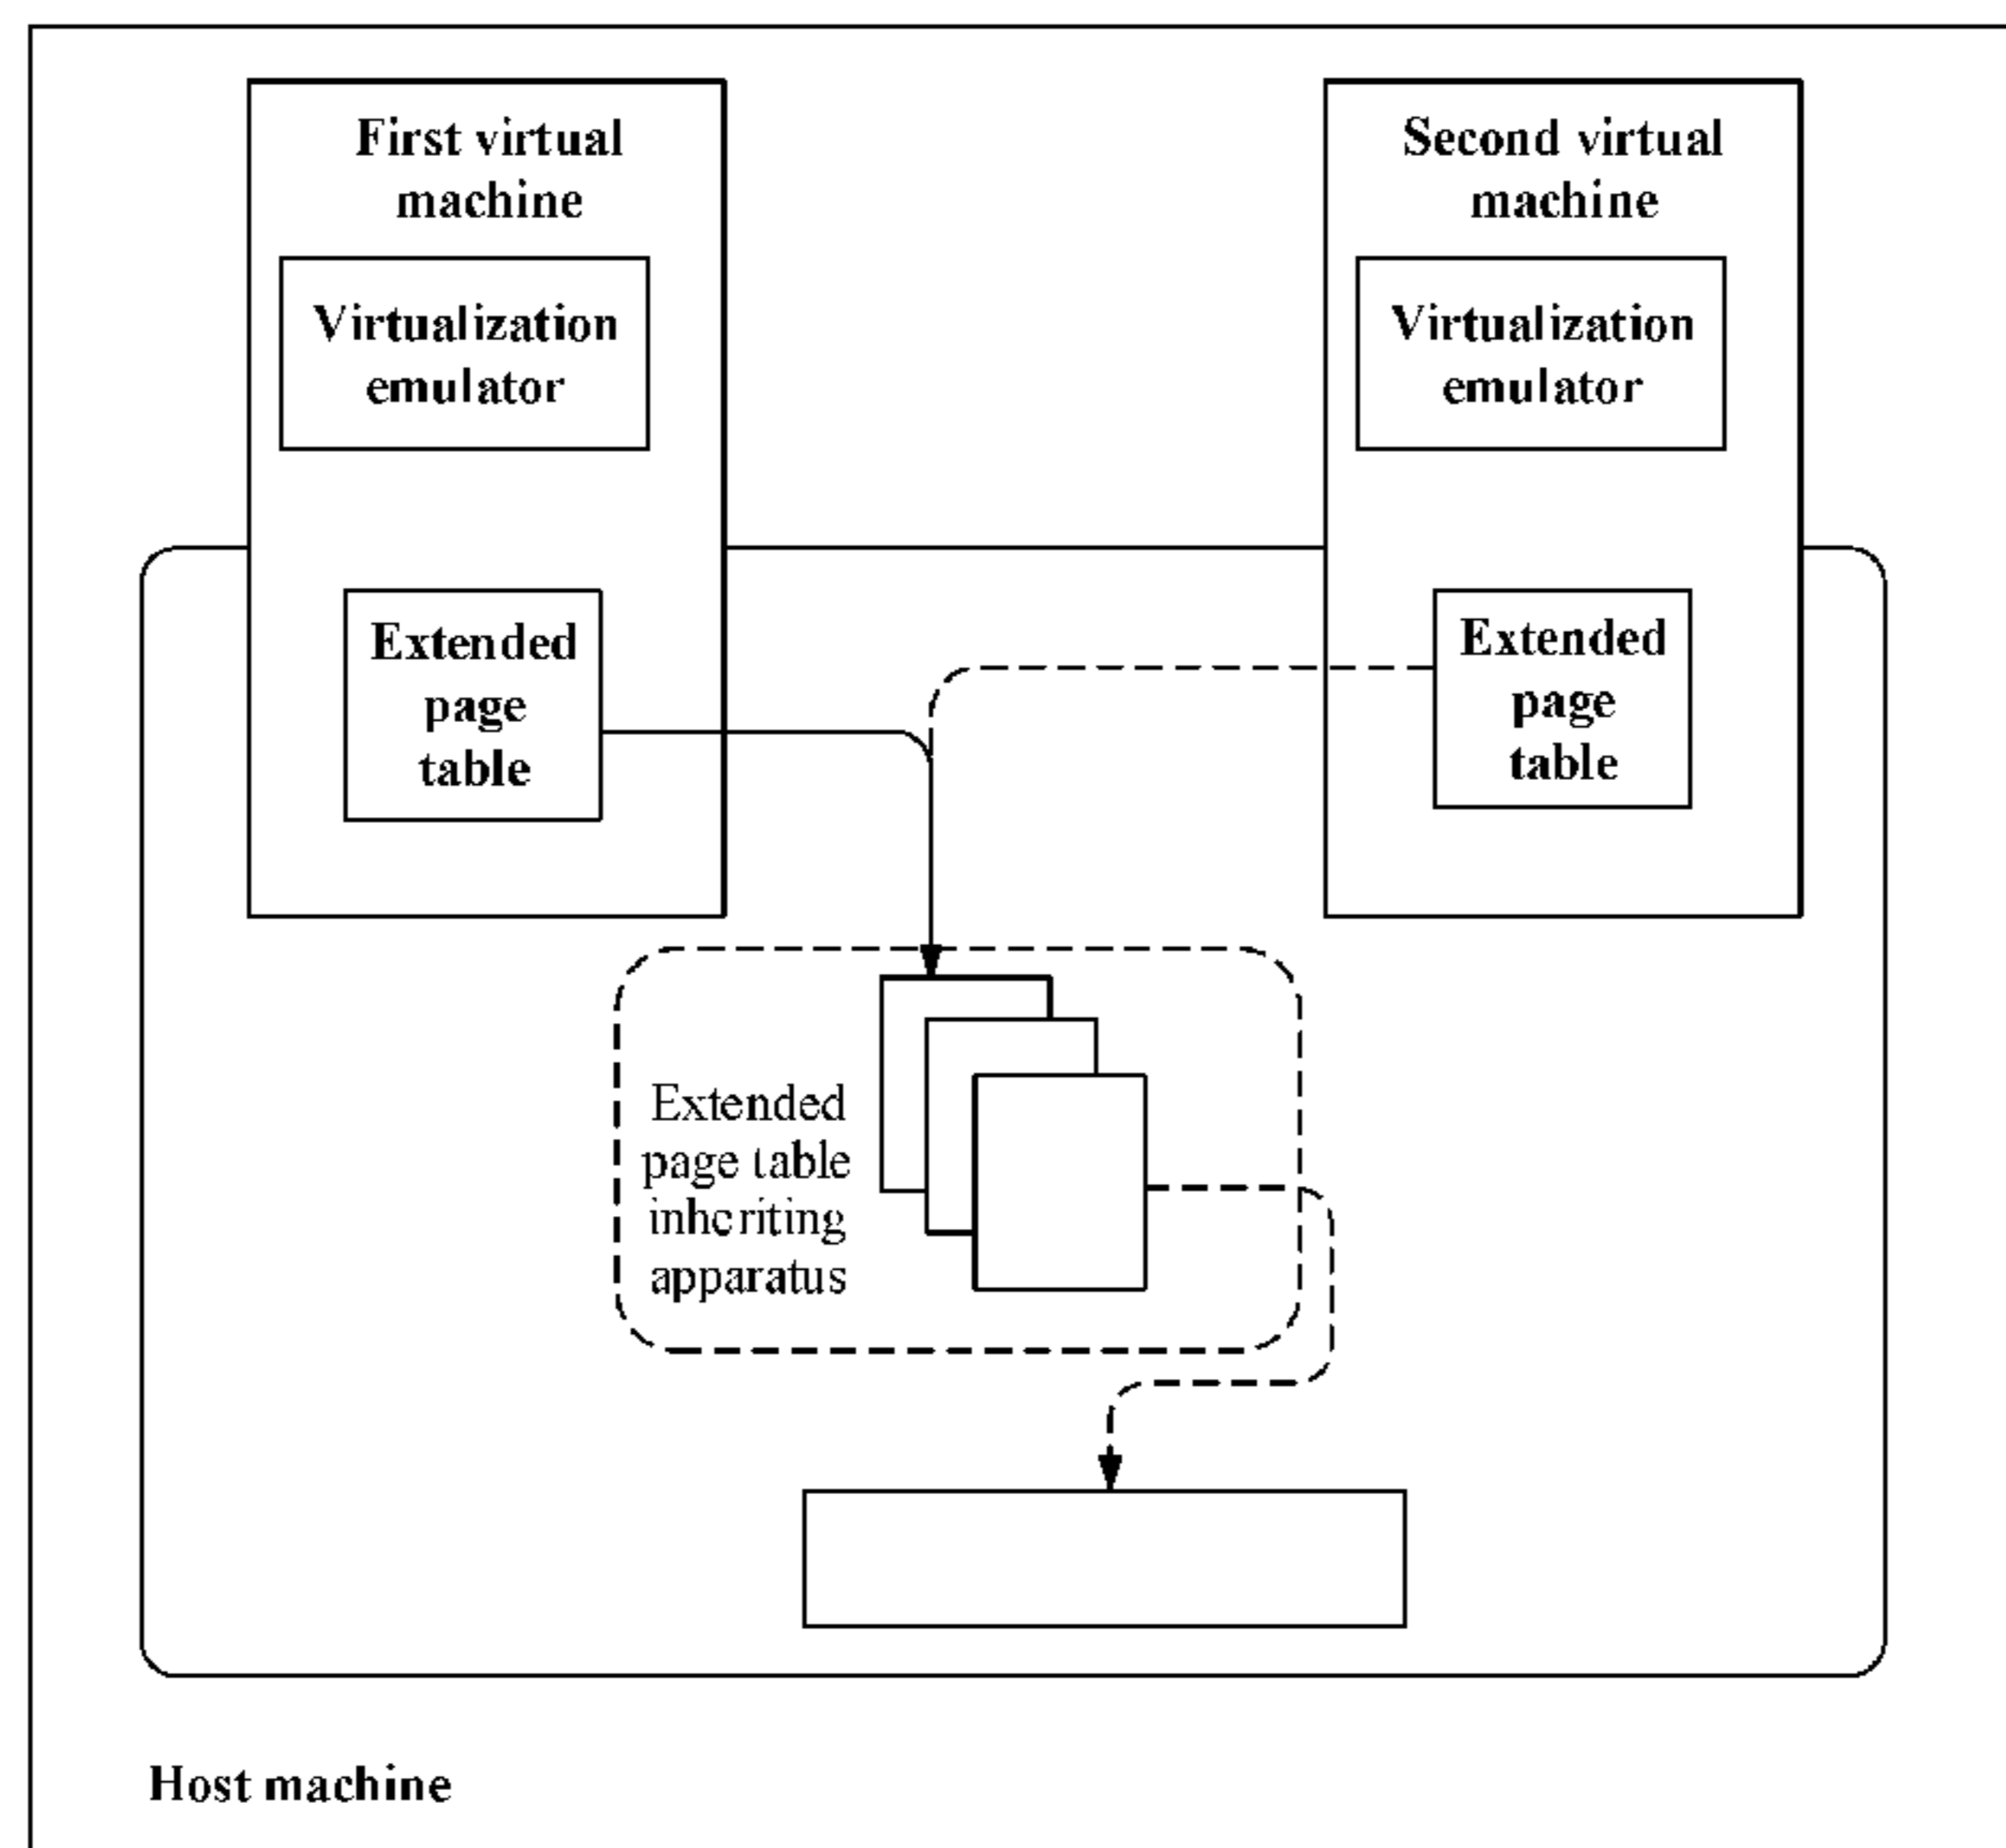 First virtual
machine
Virtualization
emulator
Extended
page
table
Second virtual
machine
Virtualization
emulator
Extended
page
table
Extended
page table
inheriting
apparatus
Host machine